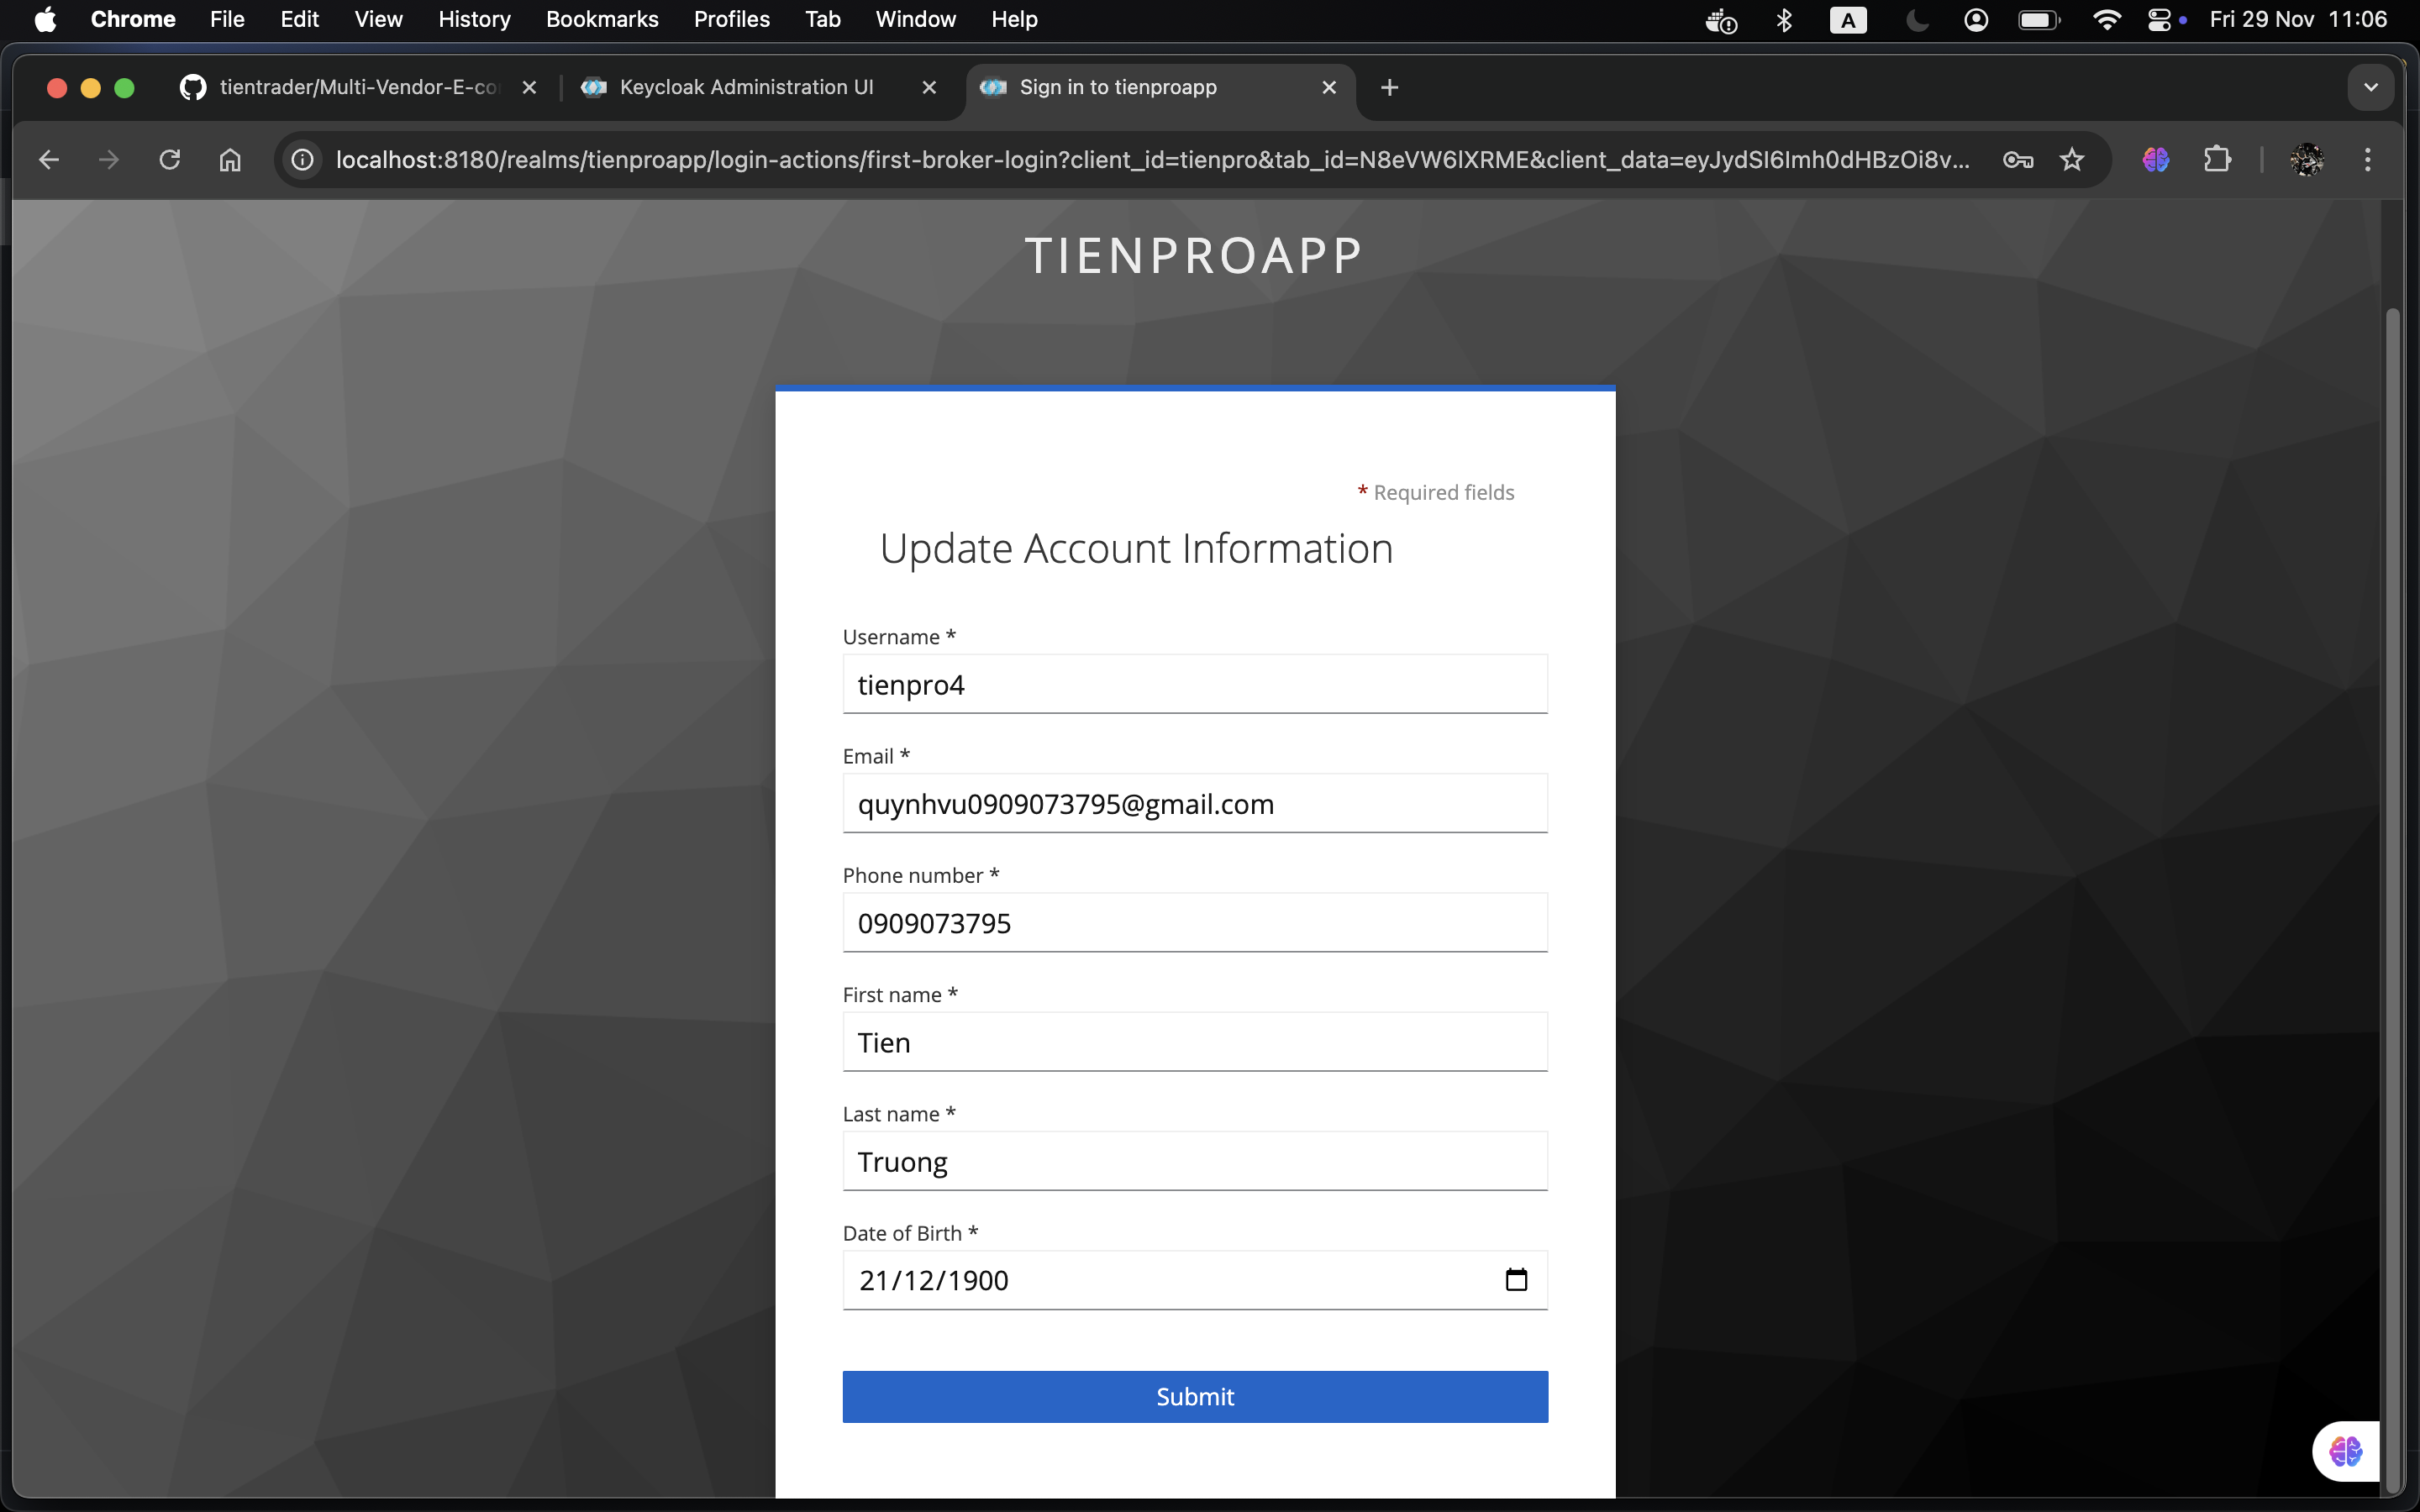 Chrome File Edit View History Bookmarks Profiles Tab Window Help A Fri 29 Nov 11:06
tientrader/Multi-Vendor-E-co Keycloak Administration UI Sign in to tienproapp
localhost:8180/realms/tienproapp/login-actions/first-broker-login?client_id=tienpro&tab_id=N8eVW6lXRME&client_data=eyJydSI6Imh0dHBzOi8v...
TIENPROAPP
* Required fields
Update Account Information
Username *
tienpro4
Email *
quynhvu0909073795@gmail.com
Phone number *
0909073795
First name *
Tien
Last name *
Truong
Date of Birth *
21/12/1900
Submit